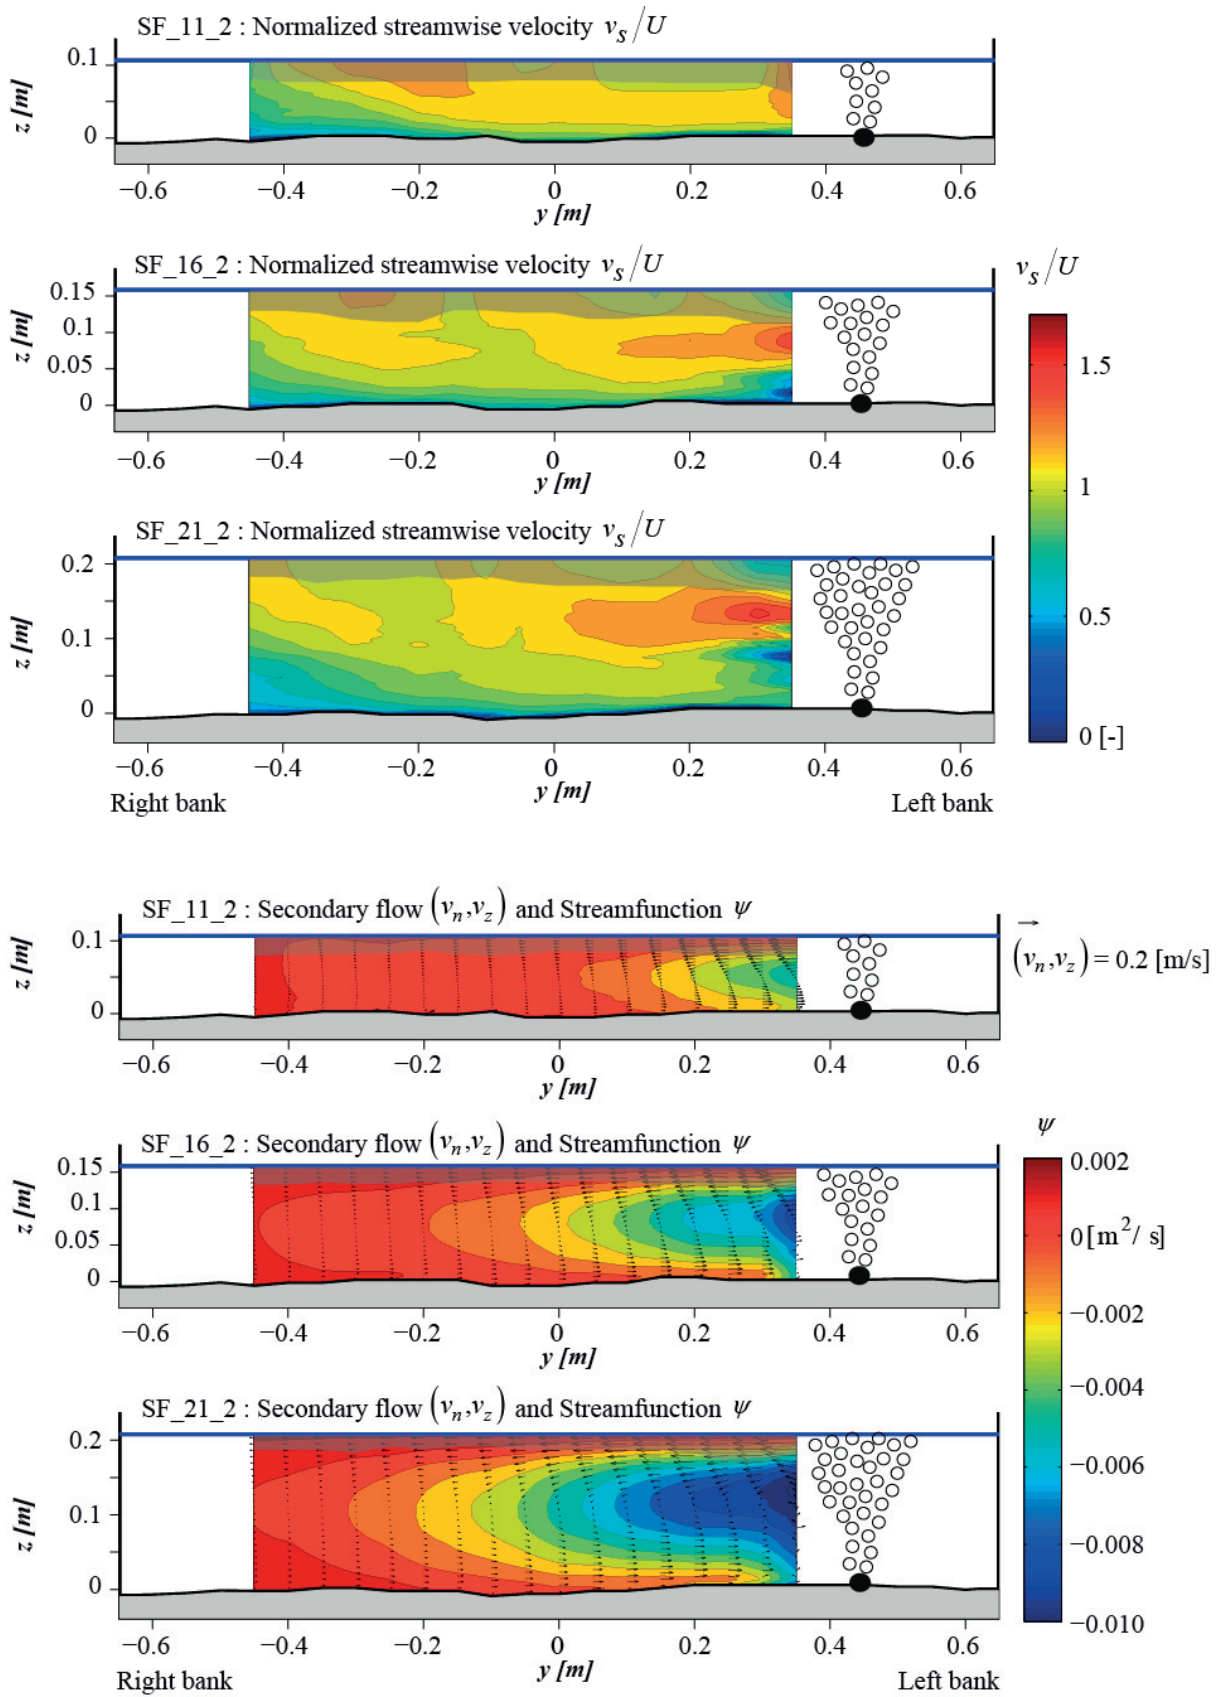 SF_11_2 : Normalized streamwise velocity v_s/U
0.1
0
z [m]
−0.6 −0.4 −0.2 0 0.2 0.4 0.6
y [m]
SF_16_2 : Normalized streamwise velocity v_s/U
0.15
0.1
0.05
0
z [m]
−0.6 −0.4 −0.2 0 0.2 0.4 0.6
y [m]
v_s/U
1.5
1
0.5
0 [-]
SF_21_2 : Normalized streamwise velocity v_s/U
0.2
0.1
0
z [m]
−0.6 −0.4 −0.2 0 0.2 0.4 0.6
y [m]
Right bank Left bank
SF_11_2 : Secondary flow (v_n,v_z) and Streamfunction ψ
0.1
0
z [m]
−0.6 −0.4 −0.2 0 0.2 0.4 0.6
y [m]
(v_n,v_z) = 0.2 [m/s]
SF_16_2 : Secondary flow (v_n,v_z) and Streamfunction ψ
0.15
0.1
0.05
0
z [m]
−0.6 −0.4 −0.2 0 0.2 0.4 0.6
y [m]
ψ
0.002
0 [m²/ s]
−0.002
−0.004
−0.006
−0.008
−0.010
SF_21_2 : Secondary flow (v_n,v_z) and Streamfunction ψ
0.2
0.1
0
z [m]
−0.6 −0.4 −0.2 0 0.2 0.4 0.6
y [m]
Right bank Left bank